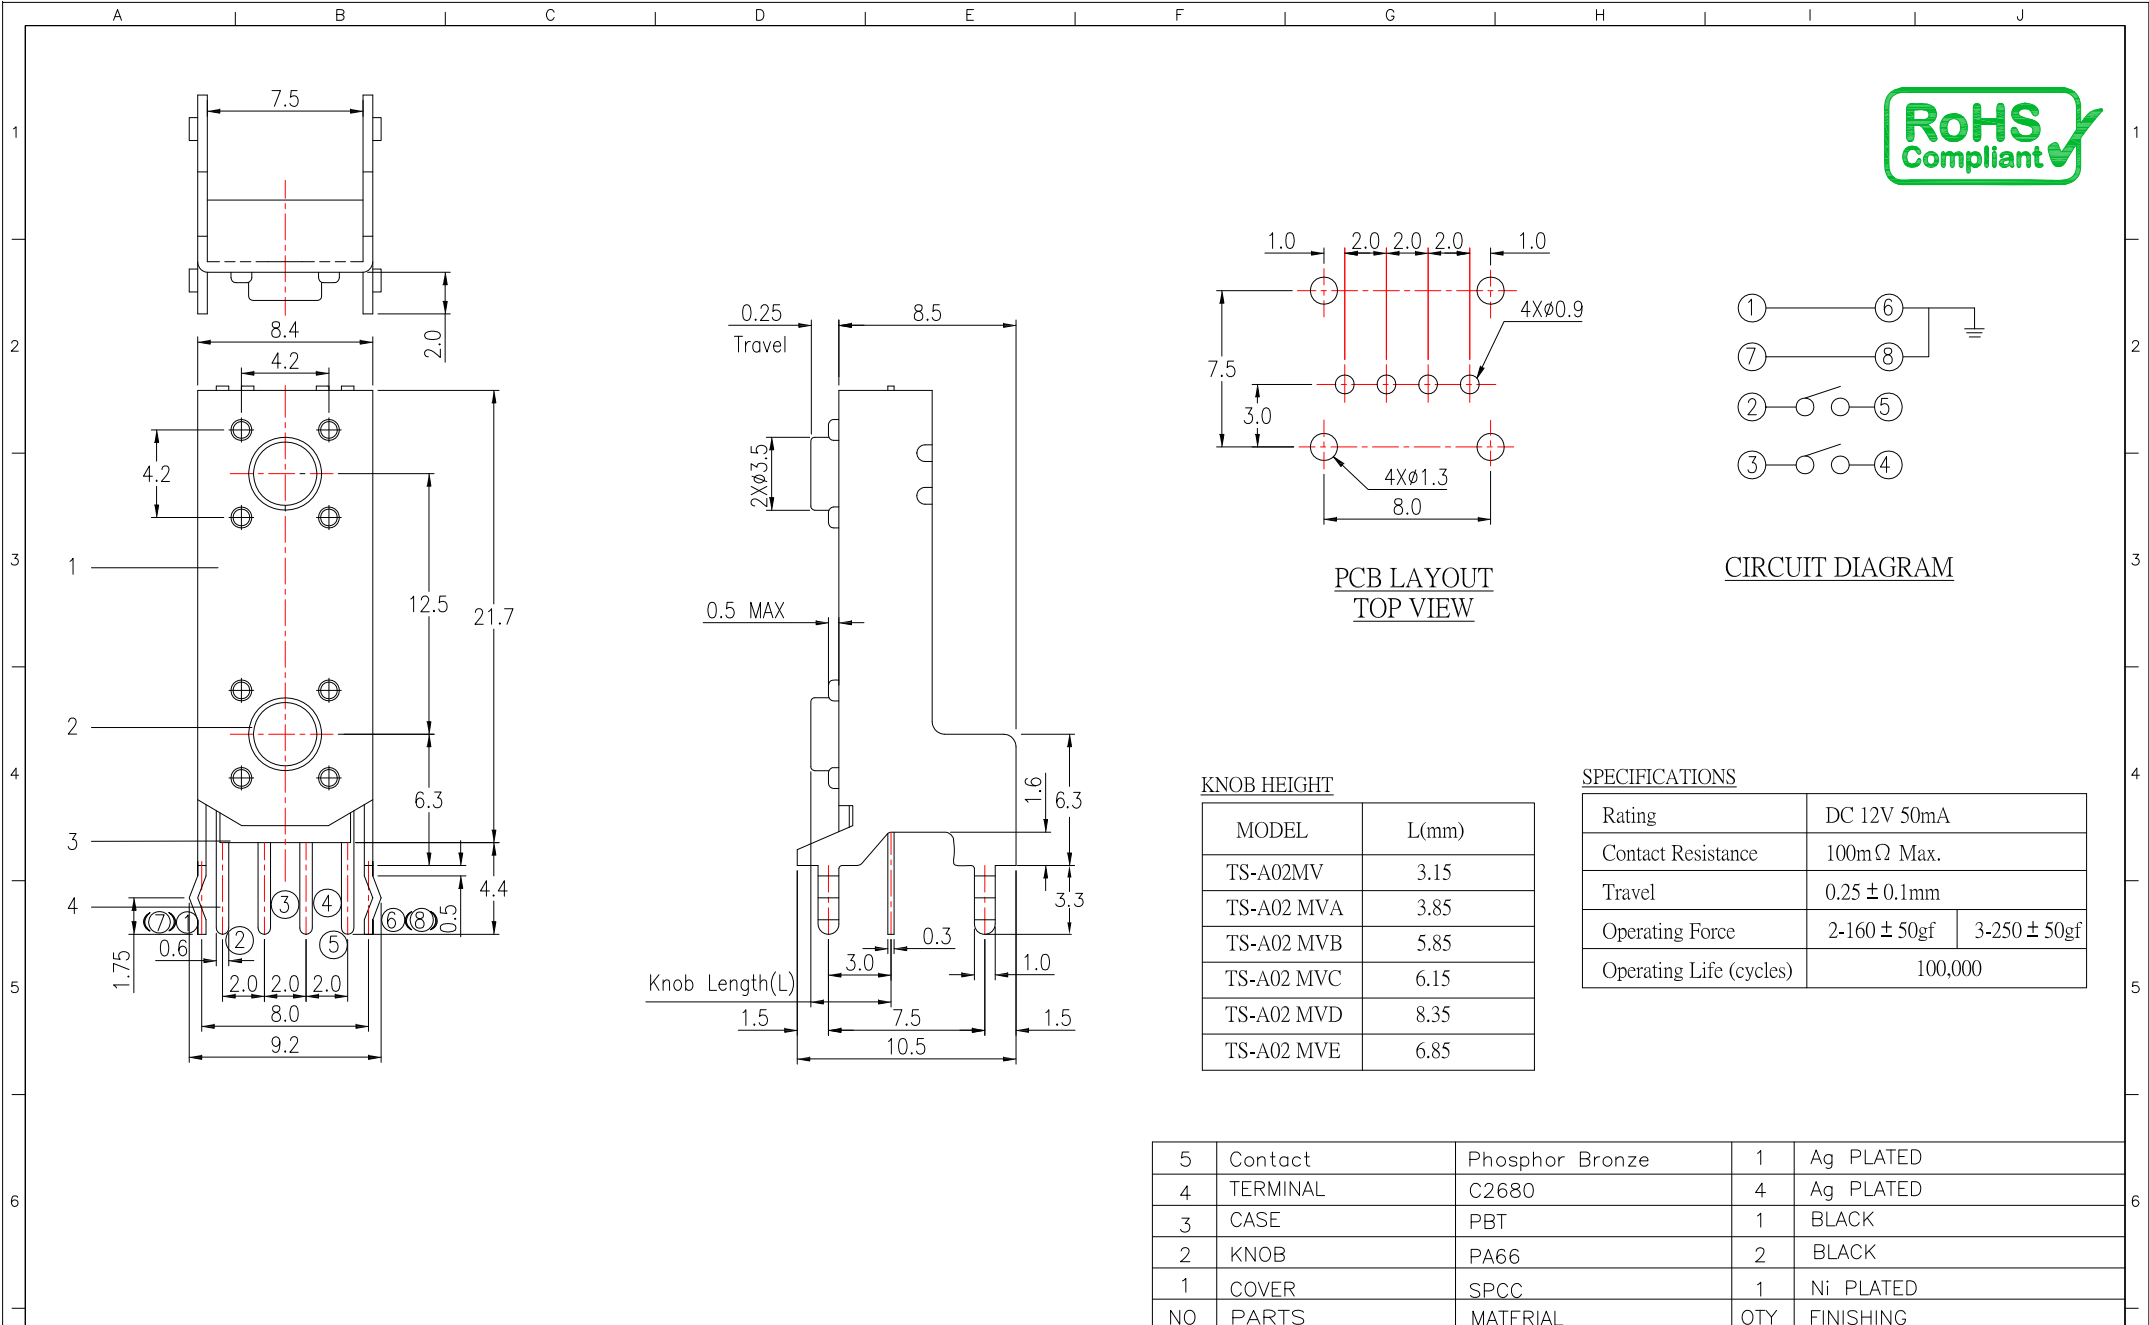 A B C D E F G H I J
1 2 3 4 5 6
1 2 3 4 5 6
7.5
2.0
8.4
4.2
4.2
12.5
21.7
6.3
4.4
0.5
1.75
0.6
2.0 2.0 2.0
8.0
9.2
1
2
3
4
(7) 1
2
3
4
5
6 (8)
0.25
Travel
8.5
2XØ3.5
0.5 MAX
1.6
6.3
3.3
0.3
3.0
1.0
Knob Length(L)
1.5 7.5 1.5
10.5
RoHS
Compliant
1.0 2.0 2.0 2.0 1.0
4XØ0.9
7.5
3.0
4XØ1.3
8.0
PCB LAYOUT
TOP VIEW
1 6
7 8
2 5
3 4
CIRCUIT DIAGRAM
KNOB HEIGHT
MODEL L(mm)
TS-A02MV 3.15
TS-A02 MVA 3.85
TS-A02 MVB 5.85
TS-A02 MVC 6.15
TS-A02 MVD 8.35
TS-A02 MVE 6.85
SPECIFICATIONS
Rating DC 12V 50mA
Contact Resistance 100mΩ Max.
Travel 0.25 ± 0.1mm
Operating Force 2-160 ± 50gf 3-250 ± 50gf
Operating Life (cycles) 100,000
5 Contact Phosphor Bronze 1 Ag PLATED
4 TERMINAL C2680 4 Ag PLATED
3 CASE PBT 1 BLACK
2 KNOB PA66 2 BLACK
1 COVER SPCC 1 Ni PLATED
NO PARTS MATERIAL QTY FINISHING